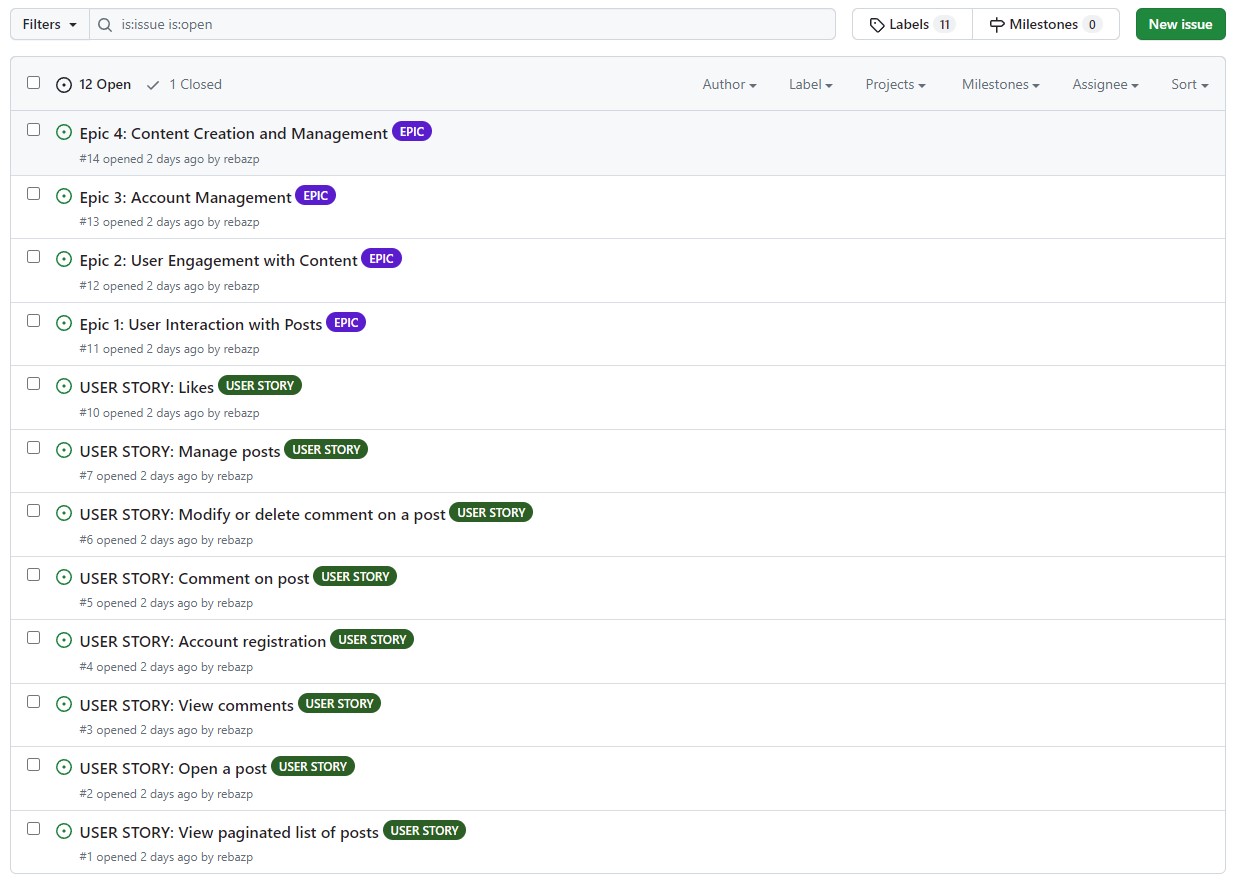 Filters is:issue is:open Labels 11 Milestones 0 New issue
12 Open 1 Closed Author Label Projects Milestones Assignee Sort
Epic 4: Content Creation and Management EPIC
#14 opened 2 days ago by rebazp
Epic 3: Account Management EPIC
#13 opened 2 days ago by rebazp
Epic 2: User Engagement with Content EPIC
#12 opened 2 days ago by rebazp
Epic 1: User Interaction with Posts EPIC
#11 opened 2 days ago by rebazp
USER STORY: Likes USER STORY
#10 opened 2 days ago by rebazp
USER STORY: Manage posts USER STORY
#7 opened 2 days ago by rebazp
USER STORY: Modify or delete comment on a post USER STORY
#6 opened 2 days ago by rebazp
USER STORY: Comment on post USER STORY
#5 opened 2 days ago by rebazp
USER STORY: Account registration USER STORY
#4 opened 2 days ago by rebazp
USER STORY: View comments USER STORY
#3 opened 2 days ago by rebazp
USER STORY: Open a post USER STORY
#2 opened 2 days ago by rebazp
USER STORY: View paginated list of posts USER STORY
#1 opened 2 days ago by rebazp